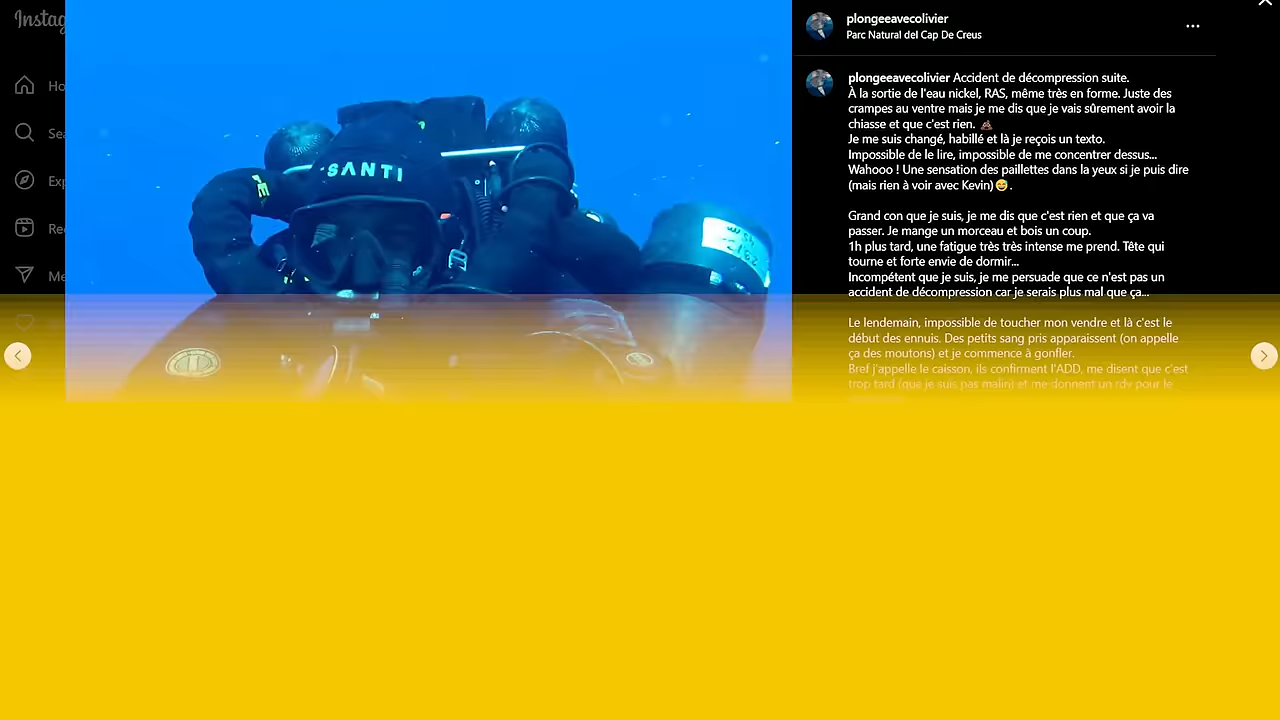 Instag
plongeeavecolivier
Parc Natural del Cap De Creus
plongeeavecolivier Accident de décompression suite.
À la sortie de l'eau nickel, RAS, même très en forme. Juste des
crampes au ventre mais je me dis que je vais sûrement avoir la
chiasse et que c'est rien. 💩
Je me suis changé, habillé et là je reçois un texto.
Impossible de le lire, impossible de me concentrer dessus...
Wahooo ! Une sensation des paillettes dans la yeux si je puis dire
(mais rien à voir avec Kevin)😅.
Grand con que je suis, je me dis que c'est rien et que ça va
passer. Je mange un morceau et bois un coup.
1h plus tard, une fatigue très très intense me prend. Tête qui
tourne et forte envie de dormir...
Incompétent que je suis, je me persuade que ce n'est pas un
accident de décompression car je serais plus mal que ça...
Le lendemain, impossible de toucher mon vendre et là c'est le
début des ennuis. Des petits sang pris apparaissent (on appelle
ça des moutons) et je commence à gonfler.
Bref j'appelle le caisson, ils confirment l'ADD, me disent que c'est
trop tard (que je suis pas malin) et me donnent un rdv pour le
Ho
Sea
Exp
Re
Me
SANTI